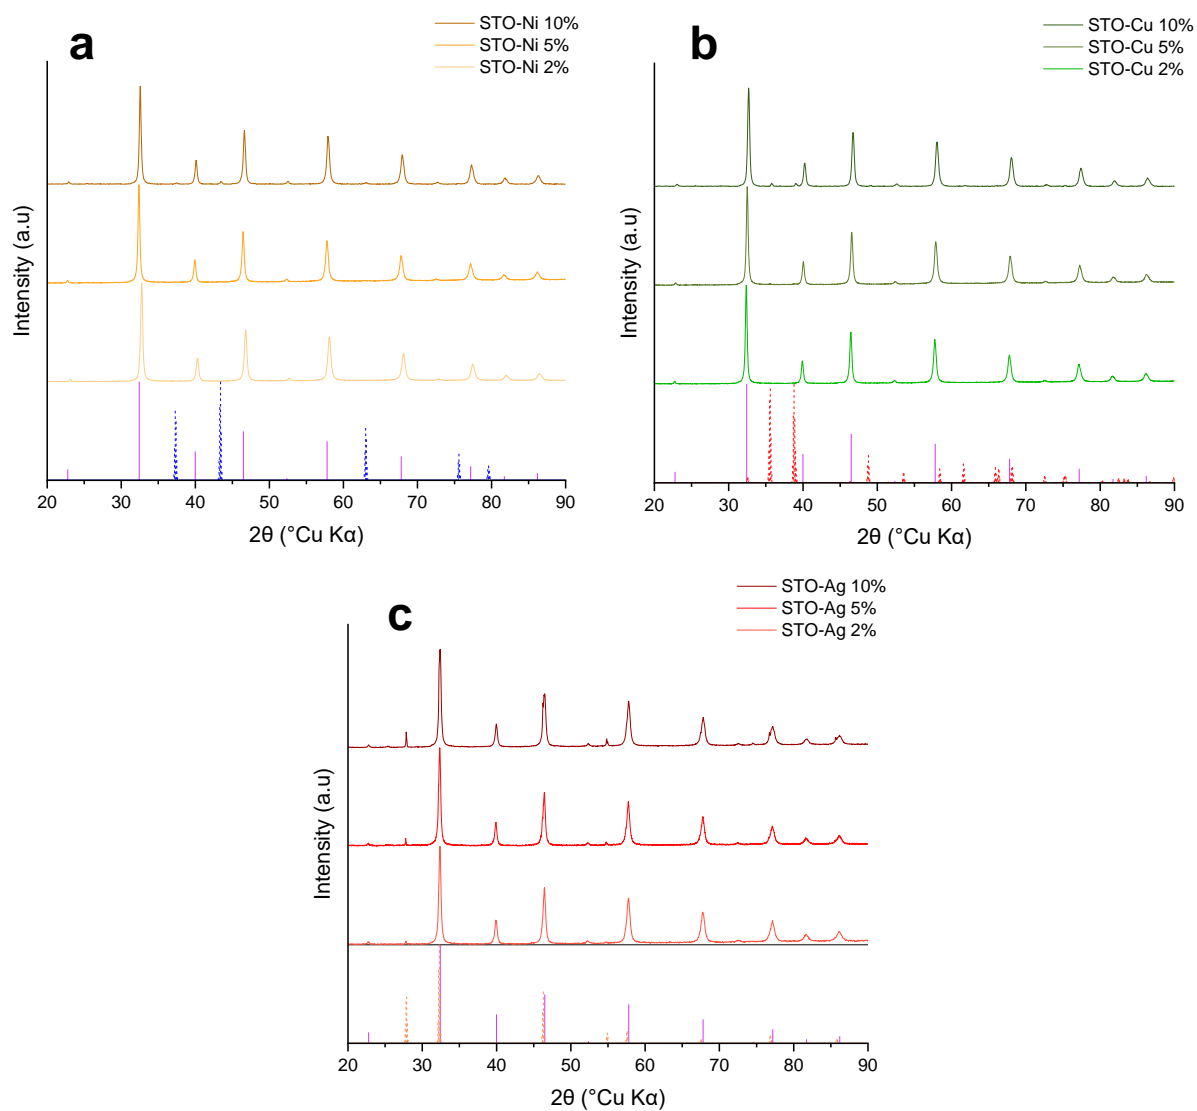 a
STO-Ni 10%
STO-Ni 5%
STO-Ni 2%
Intensity (a.u)
20 30 40 50 60 70 80 90
2θ (°Cu Kα)
b
STO-Cu 10%
STO-Cu 5%
STO-Cu 2%
Intensity (a.u)
20 30 40 50 60 70 80 90
2θ (°Cu Kα)
c
STO-Ag 10%
STO-Ag 5%
STO-Ag 2%
Intensity (a.u)
20 30 40 50 60 70 80 90
2θ (°Cu Kα)